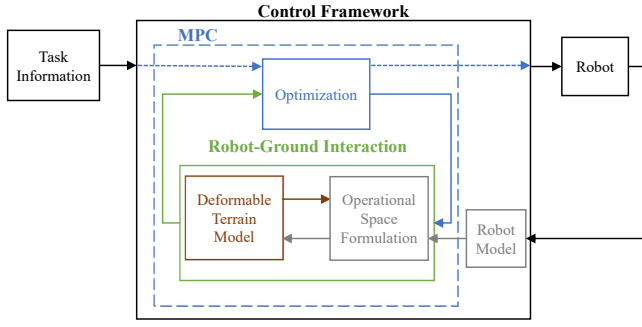 Control Framework
MPC
Task
Information
Optimization
Robot
Robot-Ground Interaction
Deformable
Terrain
Model
Operational
Space
Formulation
Robot
Model